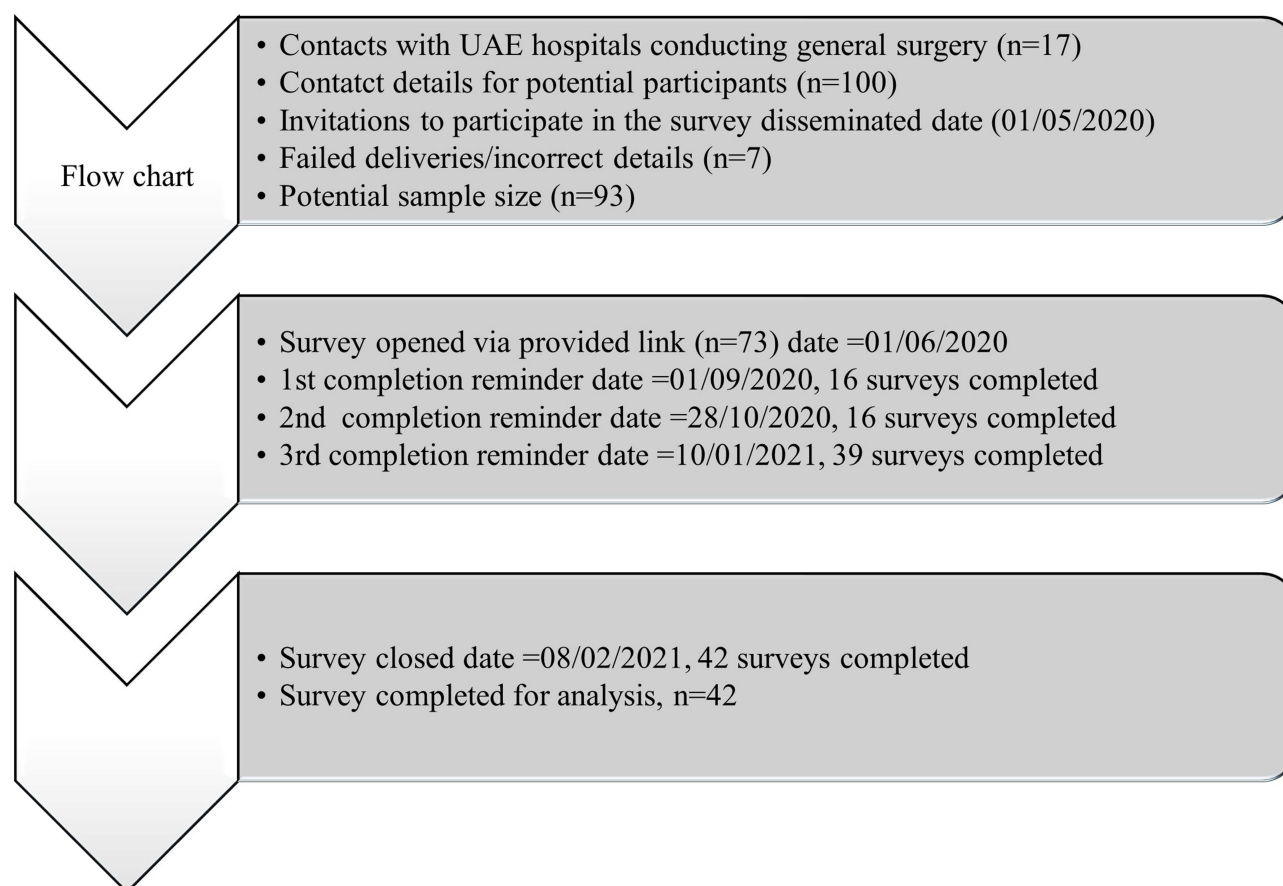 Flow chart
• Contacts with UAE hospitals conducting general surgery (n=17)
• Contatct details for potential participants (n=100)
• Invitations to participate in the survey disseminated date (01/05/2020)
• Failed deliveries/incorrect details (n=7)
• Potential sample size (n=93)
• Survey opened via provided link (n=73) date =01/06/2020
• 1st completion reminder date =01/09/2020, 16 surveys completed
• 2nd completion reminder date =28/10/2020, 16 surveys completed
• 3rd completion reminder date =10/01/2021, 39 surveys completed
• Survey closed date =08/02/2021, 42 surveys completed
• Survey completed for analysis, n=42